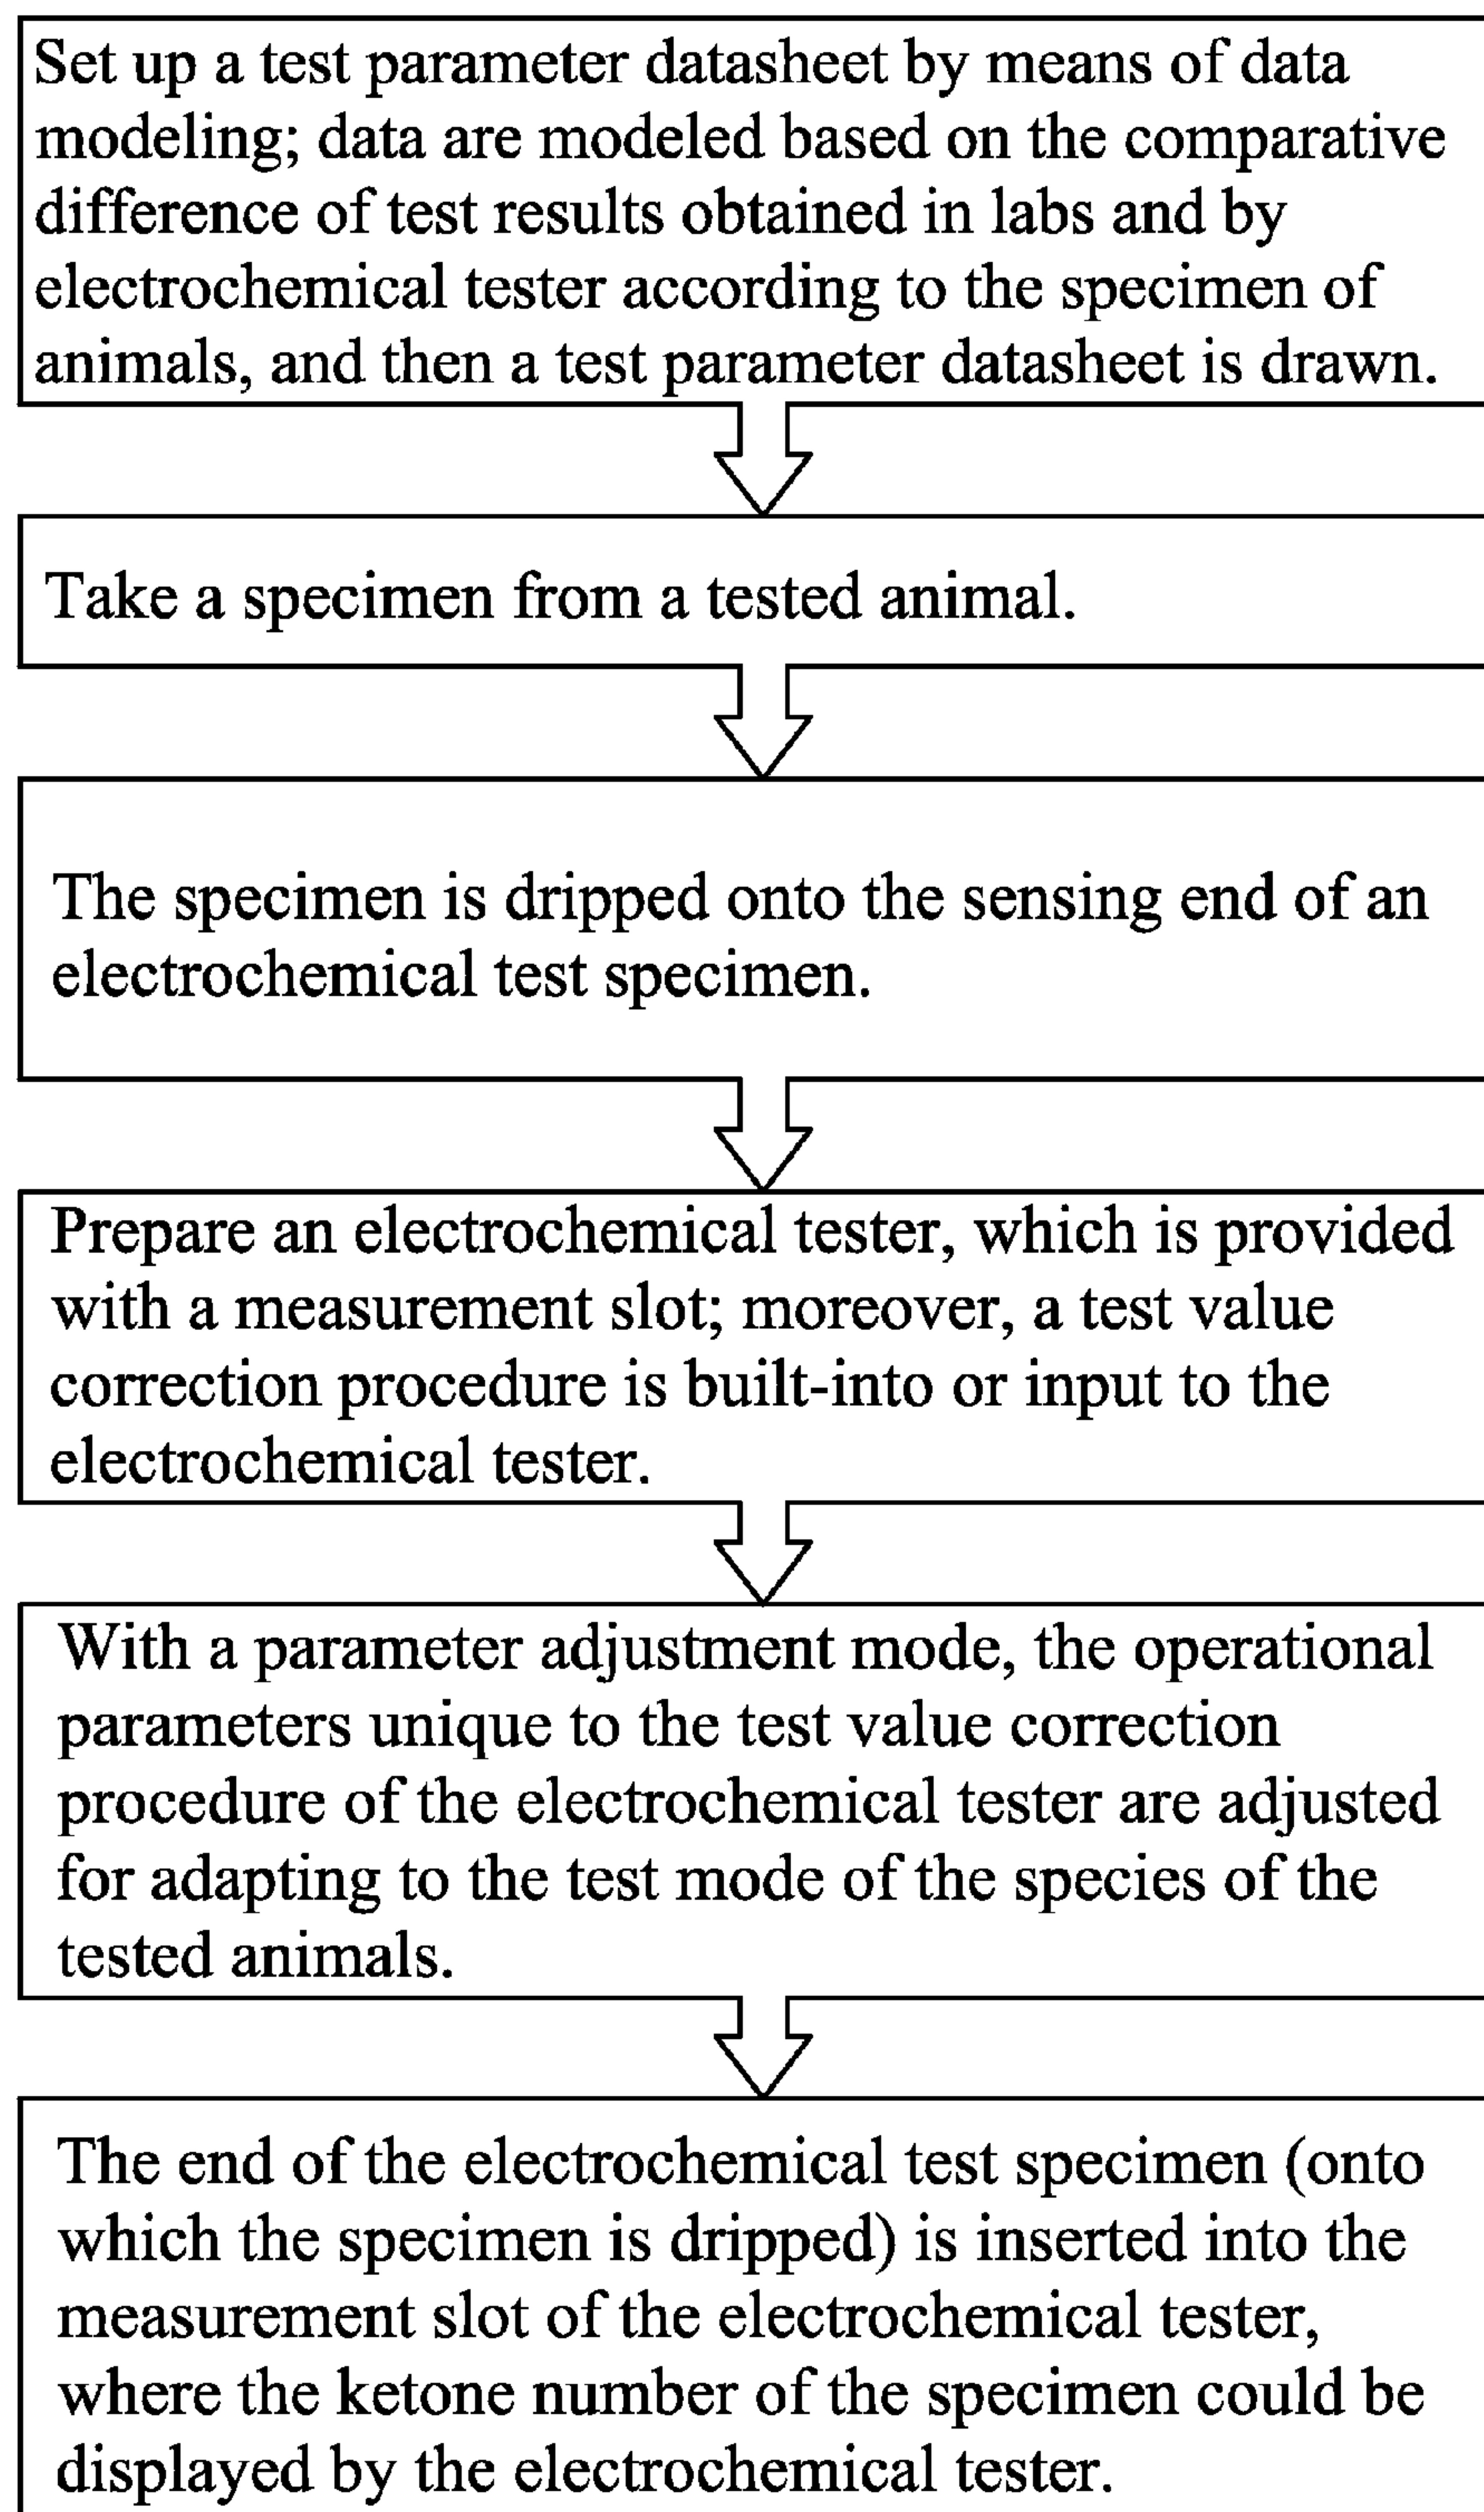 Set up a test parameter datasheet by means of data
modeling; data are modeled based on the comparative
difference of test results obtained in labs and by
electrochemical tester according to the specimen of
animals, and then a test parameter datasheet is drawn.
Take a specimen from a tested animal.
The specimen is dripped onto the sensing end of an
electrochemical test specimen.
Prepare an electrochemical tester, which is provided
with a measurement slot; moreover, a test value
correction procedure is built-into or input to the
electrochemical tester.
With a parameter adjustment mode, the operational
parameters unique to the test value correction
procedure of the electrochemical tester are adjusted
for adapting to the test mode of the species of the
tested animals.
The end of the electrochemical test specimen (onto
which the specimen is dripped) is inserted into the
measurement slot of the electrochemical tester,
where the ketone number of the specimen could be
displayed by the electrochemical tester.